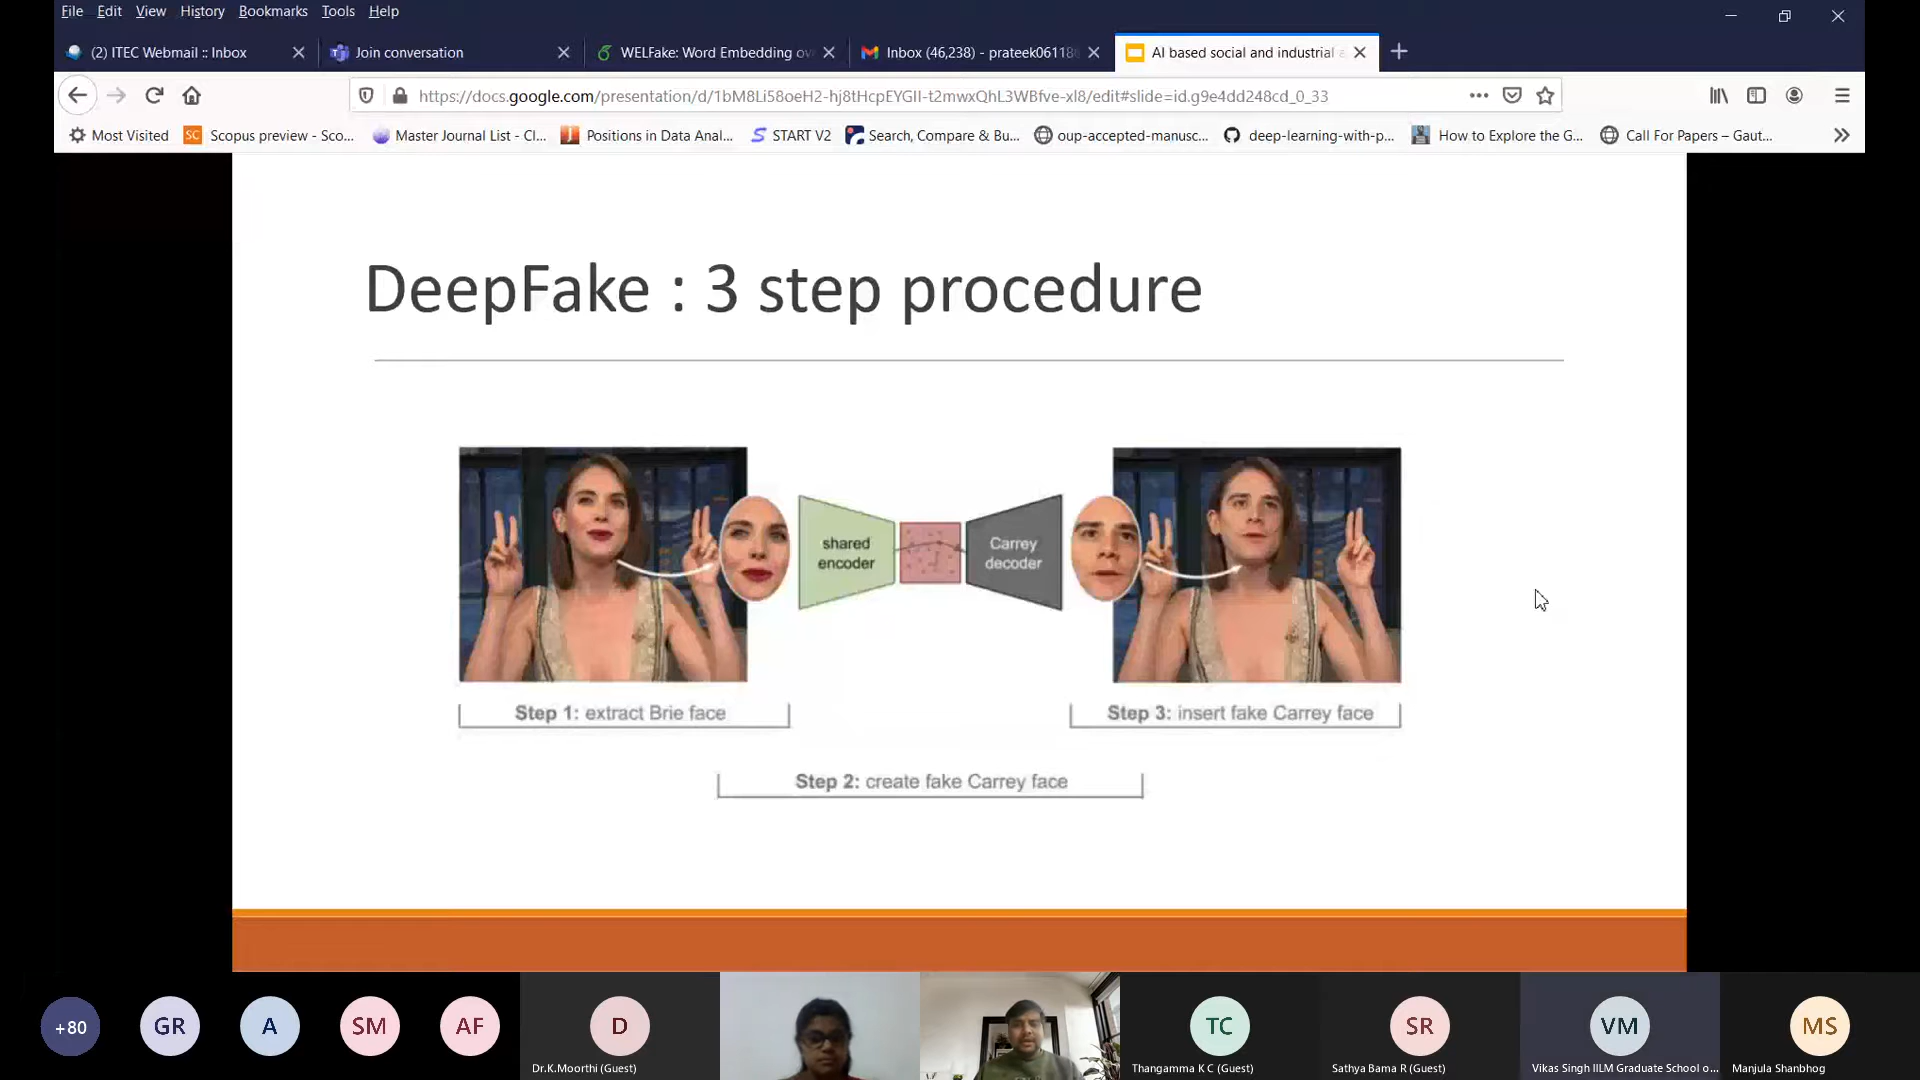 File Edit View History Bookmarks Tools Help
(2) ITEC Webmail :: Inbox
Join conversation
WELFake: Word Embedding ov
Inbox (46,238) - prateek06118
AI based social and industrial a
https://docs.google.com/presentation/d/1bM8Li58oeH2-hj8tHcpEYGIl-t2mwxQhL3WBfve-xl8/edit#slide=id.g9e4dd248cd_0_33
Most Visited
SC
Scopus preview - Sco...
Master Journal List - Cl...
Positions in Data Anal...
START V2
Search, Compare & Bu...
oup-accepted-manusc...
deep-learning-with-p...
How to Explore the G...
Call For Papers – Gaut...
DeepFake : 3 step procedure
shared
encoder
Carrey
decoder
Step 1: extract Brie face
Step 3: insert fake Carrey face
Step 2: create fake Carrey face
+80
GR
A
SM
AF
D
TC
SR
VM
MS
Dr.K.Moorthi (Guest)
Thangamma K C (Guest)
Sathya Bama R (Guest)
Vikas Singh IILM Graduate School o...
Manjula Shanbhog